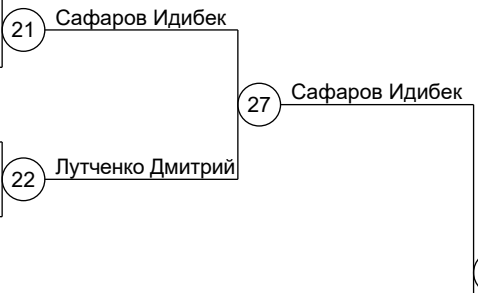 21 Сафаров Идибек
27 Сафаров Идибек
22 Лутченко Дмитрий